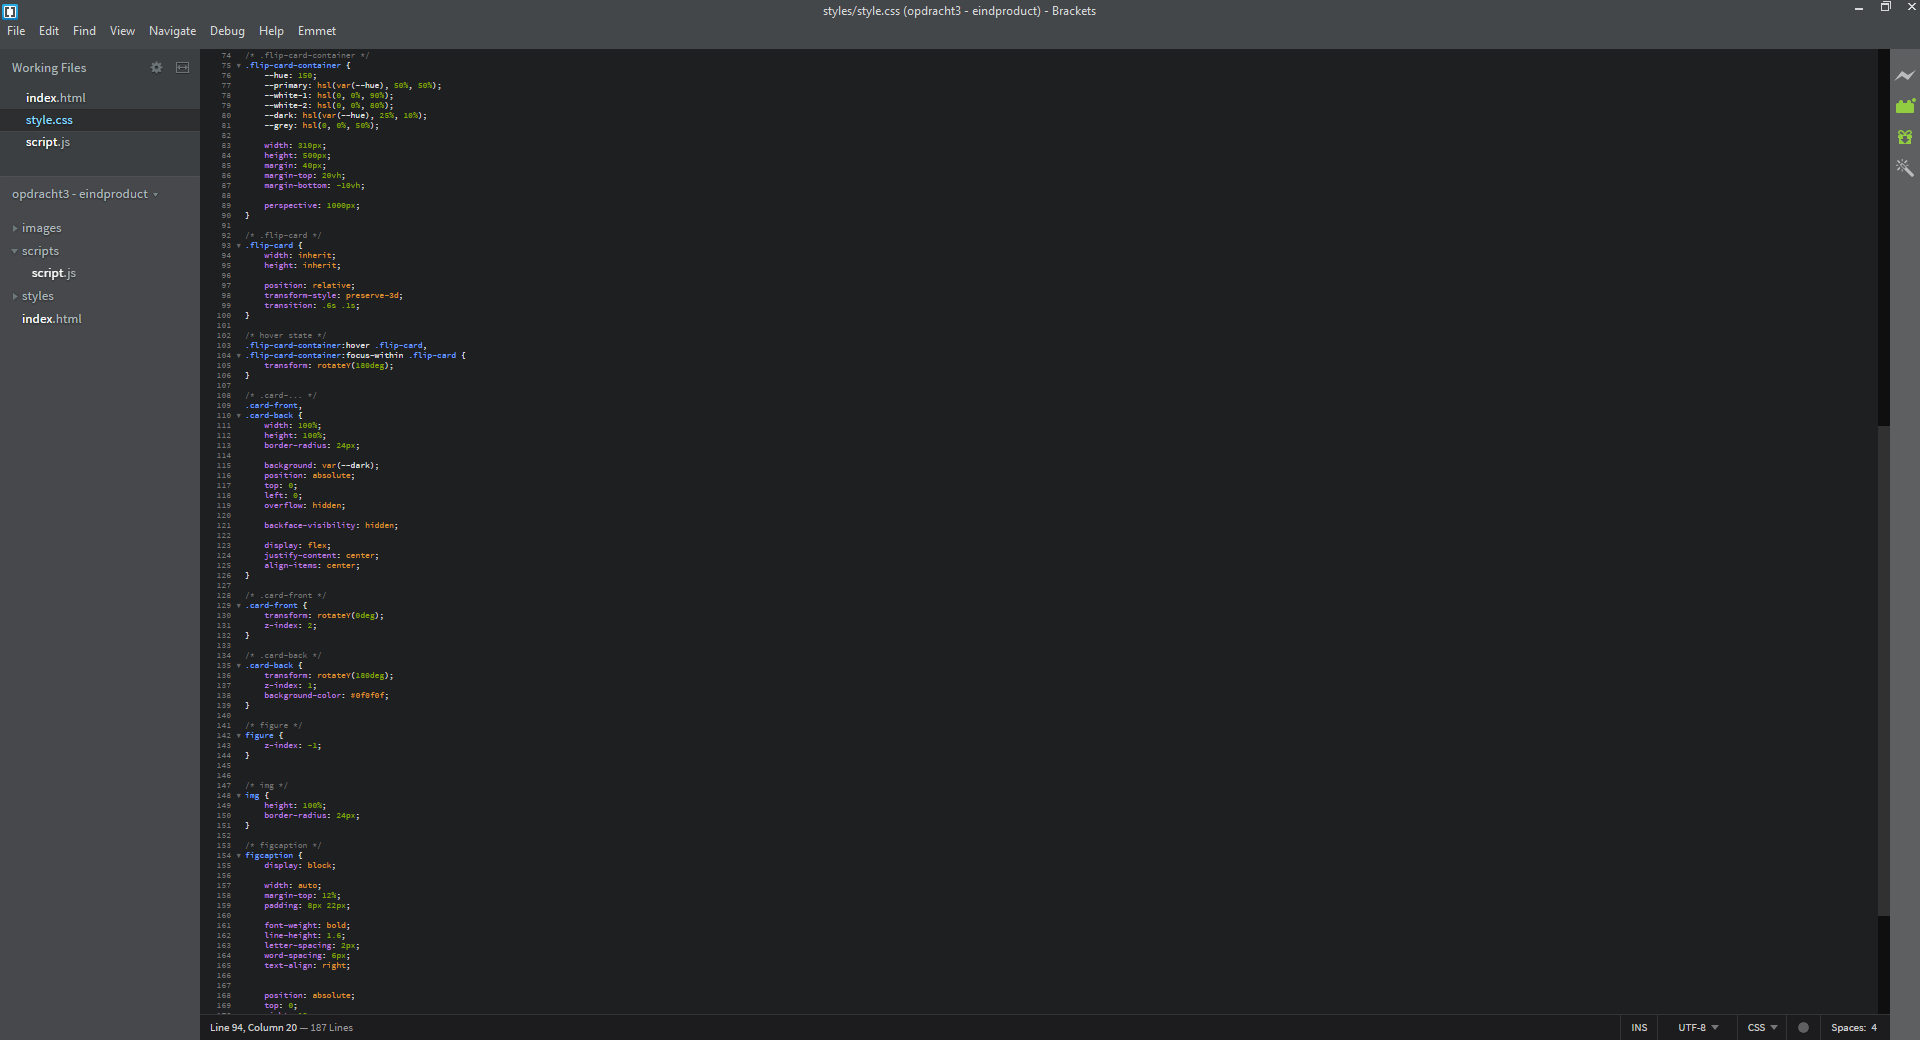 styles/style.css (opdracht3 - eindproduct) - Brackets
File Edit Find View Navigate Debug Help Emmet
Working Files
index.html
style.css
script.js
opdracht3 - eindproduct
images
scripts
script.js
styles
index.html
74 /* .flip-card-container */
75 .flip-card-container {
76 --hue: 150;
77 --primary: hsl(var(--hue), 50%, 50%);
78 --white-1: hsl(0, 0%, 90%);
79 --white-2: hsl(0, 0%, 80%);
80 --dark: hsl(var(--hue), 25%, 10%);
81 --grey: hsl(0, 0%, 50%);
82
83 width: 310px;
84 height: 500px;
85 margin: 40px;
86 margin-top: 20vh;
87 margin-bottom: -10vh;
88
89 perspective: 1000px;
90 }
91
92 /* .flip-card */
93 .flip-card {
94 width: inherit;
95 height: inherit;
96
97 position: relative;
98 transform-style: preserve-3d;
99 transition: .6s .1s;
100 }
101
102 /* hover state */
103 .flip-card-container:hover .flip-card,
104 .flip-card-container:focus-within .flip-card {
105 transform: rotateY(180deg);
106 }
107
108 /* .card-... */
109 .card-front,
110 .card-back {
111 width: 100%;
112 height: 100%;
113 border-radius: 24px;
114
115 background: var(--dark);
116 position: absolute;
117 top: 0;
118 left: 0;
119 overflow: hidden;
120
121 backface-visibility: hidden;
122
123 display: flex;
124 justify-content: center;
125 align-items: center;
126 }
127
128 /* .card-front */
129 .card-front {
130 transform: rotateY(0deg);
131 z-index: 2;
132 }
133
134 /* .card-back */
135 .card-back {
136 transform: rotateY(180deg);
137 z-index: 1;
138 background-color: #0f0f0f;
139 }
140
141 /* figure */
142 figure {
143 z-index: -1;
144 }
145
146
147 /* img */
148 img {
149 height: 100%;
150 border-radius: 24px;
151 }
152
153 /* figcaption */
154 figcaption {
155 display: block;
156
157 width: auto;
158 margin-top: 12%;
159 padding: 8px 22px;
160
161 font-weight: bold;
162 line-height: 1.6;
163 letter-spacing: 2px;
164 word-spacing: 6px;
165 text-align: right;
166
167
168 position: absolute;
169 top: 0;
Line 94, Column 20 — 187 Lines
INS UTF-8 CSS Spaces: 4